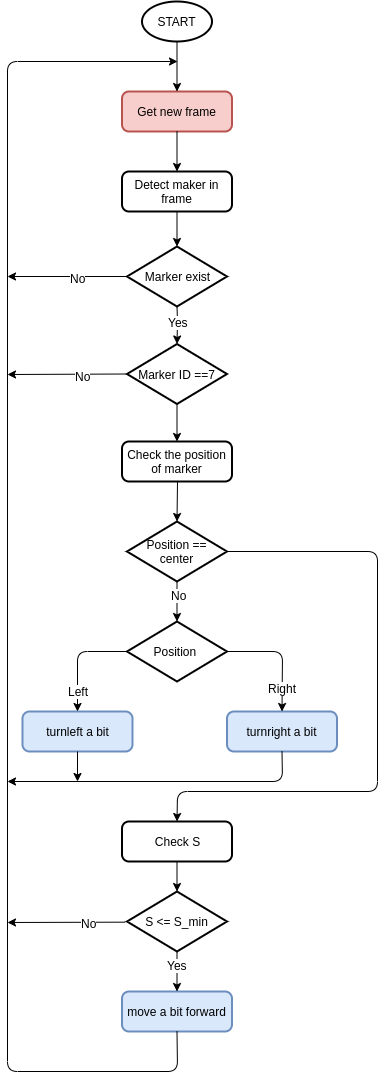 START
Get new frame
Detect maker in
frame
Marker exist
No
Yes
Marker ID ==7
No
Check the position
of marker
Position ==
center
No
Position
Left
Right
turnleft a bit
turnright a bit
Check S
S <= S_min
No
Yes
move a bit forward